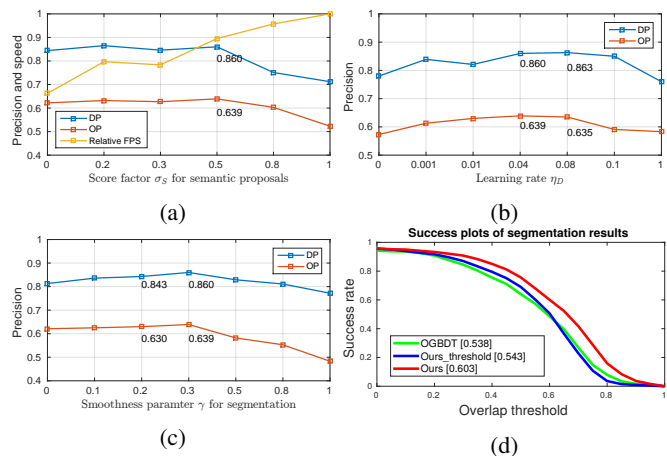 (a)
1
0.9
0.8
0.7
0.6
0.5
0.4
Precision and speed
0.860
0.639
DP
OP
Relative FPS
0 0.2 0.3 0.5 0.8 1
Score factor σS for semantic proposals
(b)
1
0.9
0.8
0.7
0.6
0.5
Precision
DP
OP
0.860 0.863
0.639 0.635
0 0.001 0.01 0.04 0.08 0.1 1
Learning rate ηD
(c)
1
0.9
0.8
0.7
0.6
0.5
0.4
Precision
DP
OP
0.843 0.860
0.630 0.639
0 0.1 0.2 0.3 0.5 0.8 1
Smoothness paramter γ for segmentation
Success plots of segmentation results
1
0.8
0.6
0.4
0.2
0
Success rate
OGBDT [0.538]
Ours_threshold [0.543]
Ours [0.603]
0 0.2 0.4 0.6 0.8 1
Overlap threshold
(d)